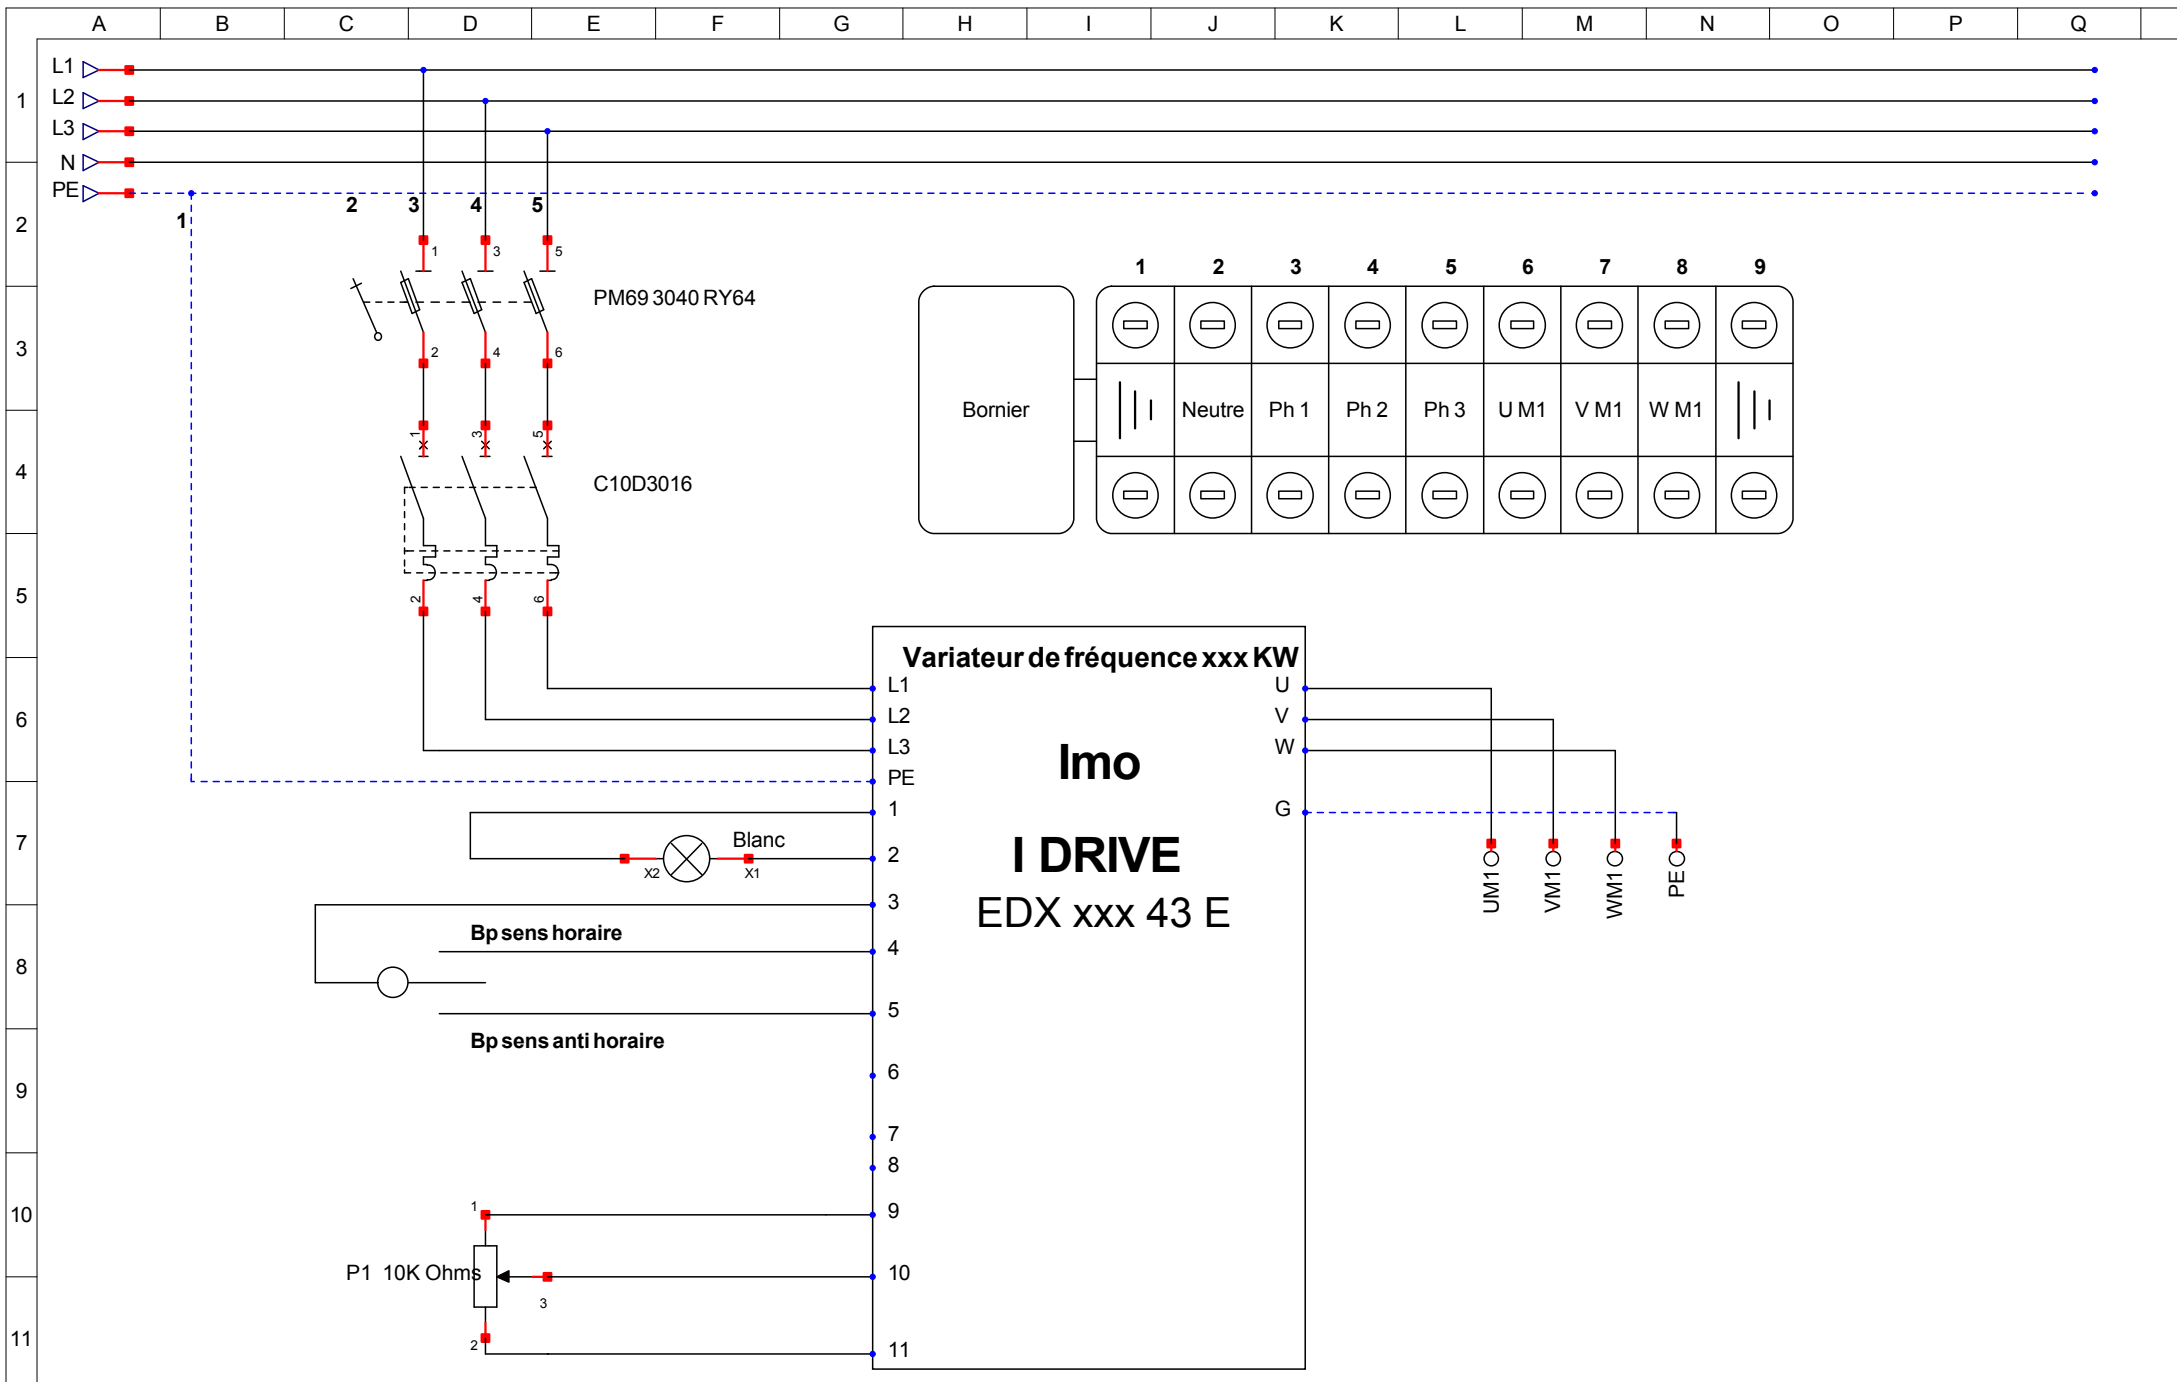 A B C D E F G H I J K L M N O P Q
L1
1
L2
L3
N
PE
1 2 3 4 5
2
1 3 5
1 2 3 4 5 6 7 8 9
PM69 3040 RY64
3
2 4 6
Bornier Neutre Ph 1 Ph 2 Ph 3 U M1 V M1 W M1
1 3 5
4
C10D3016
5
2 4 6
Variateur de fréquence xxx KW
L1 U
6
L2 V
L3 W
Imo
PE
1 G
7
Blanc
I DRIVE
2
X2 X1
UM1 VM1 WM1 PE
3
EDX xxx 43 E
Bp sens horaire
4
8
5
Bp sens anti horaire
9
6
7
8
10
1
9
P1 10K Ohms
10
3
11
2
11